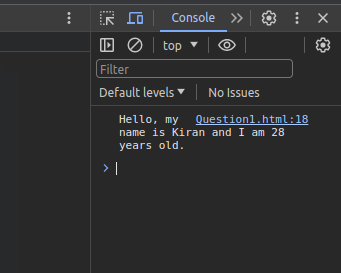 Console
top
Filter
Default levels
No Issues
Hello, my Question1.html:18
name is Kiran and I am 28
years old.